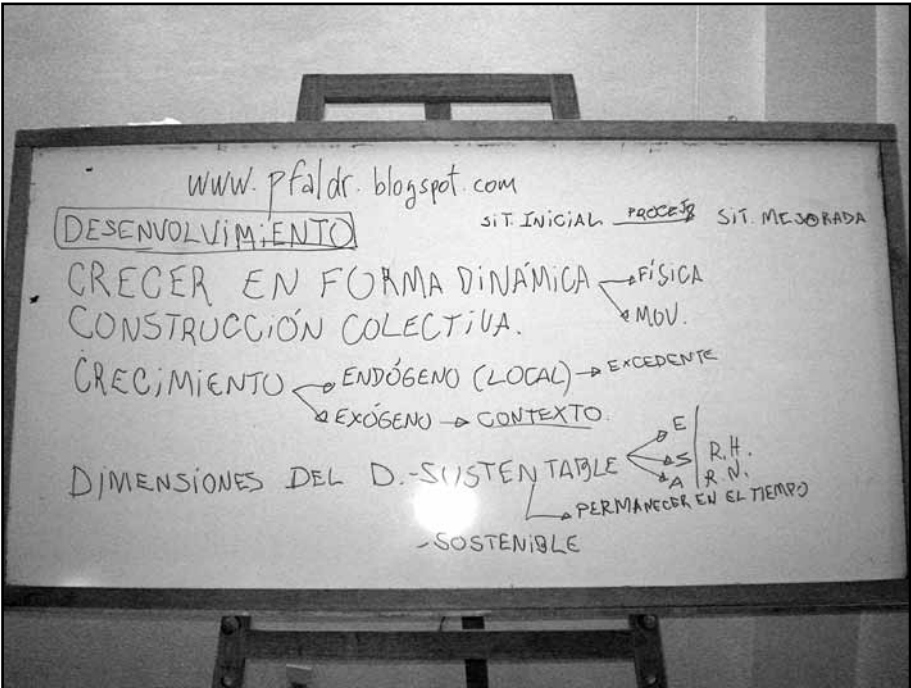 www.pfaldr.blogspot.com
DESENVOLVIMIENTO
SIT. INICIAL PROCESO SIT. MEJORADA
CRECER EN FORMA DINÁMICA → FÍSICA
→ MOV.
CONSTRUCCIÓN COLECTIVA.
CRECIMIENTO → ENDÓGENO (LOCAL) → EXCEDENTE
→ EXÓGENO → CONTEXTO.
DIMENSIONES DEL D.-SUSTENTABLE → E
→ S R.H.
→ A R.N.
→ PERMANECER EN EL TIEMPO
-SOSTENIBLE